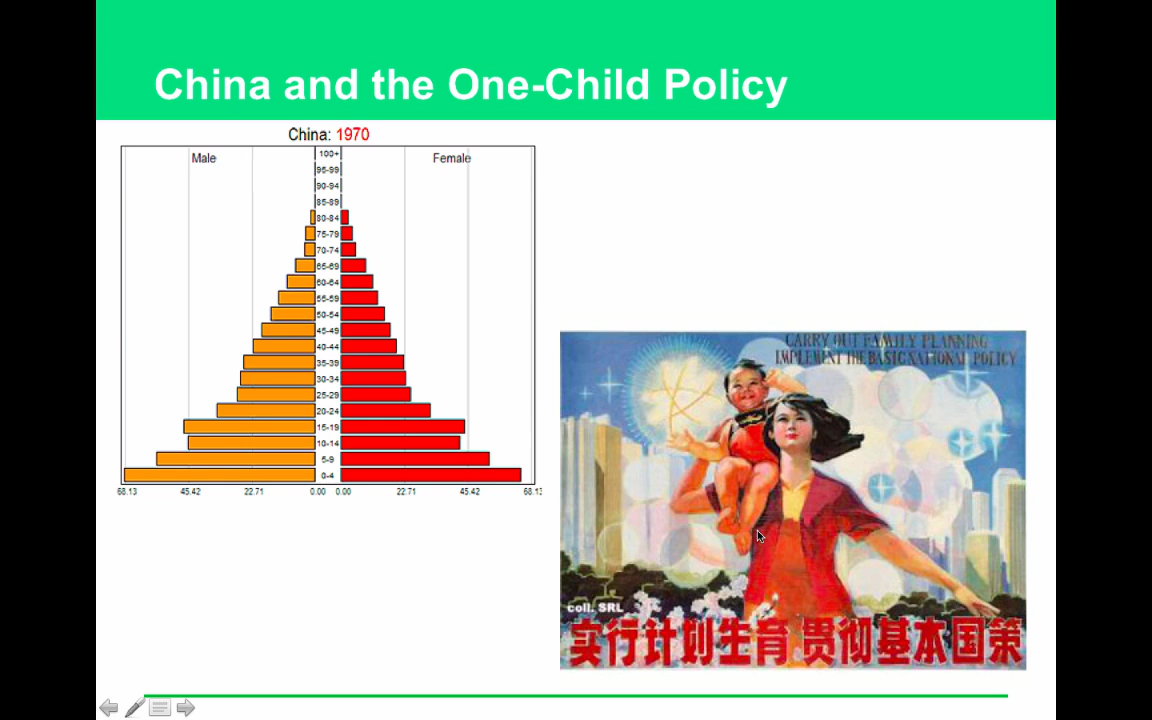 China and the One-Child Policy
China: 1970
Male
Female
100+
95-99
90-94
85-89
80-84
75-79
70-74
65-69
60-64
55-59
50-54
45-49
40-44
35-39
30-34
25-29
20-24
15-19
10-14
5-9
0-4
68.13 45.42 22.71 0.00 0.00 22.71 45.42 68.13
CARRY OUT FAMILY PLANNING
IMPLEMENT THE BASIC NATIONAL POLICY
coll. SRL
实行计划生育 贯彻基本国策